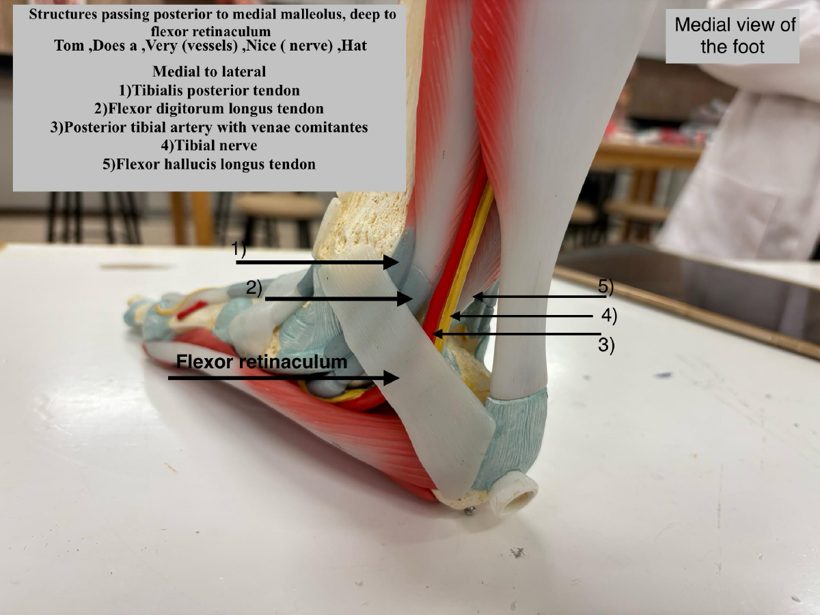 Structures passing posterior to medial malleolus, deep to
flexor retinaculum
Tom ,Does a ,Very (vessels) ,Nice ( nerve) ,Hat
Medial to lateral
1)Tibialis posterior tendon
2)Flexor digitorum longus tendon
3)Posterior tibial artery with venae comitantes
4)Tibial nerve
5)Flexor hallucis longus tendon
Medial view of
the foot
1)
2)
5)
4)
3)
Flexor retinaculum